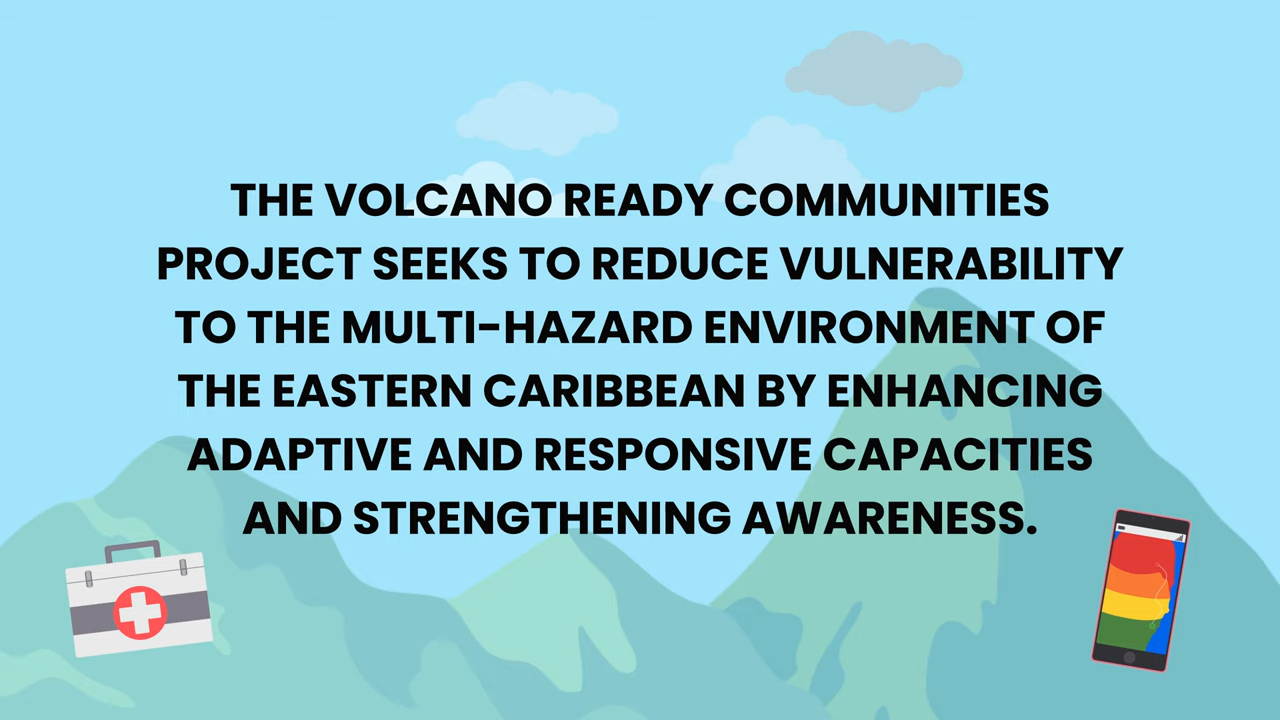 THE VOLCANO READY COMMUNITIES
PROJECT SEEKS TO REDUCE VULNERABILITY
TO THE MULTI-HAZARD ENVIRONMENT OF
THE EASTERN CARIBBEAN BY ENHANCING
ADAPTIVE AND RESPONSIVE CAPACITIES
AND STRENGTHENING AWARENESS.